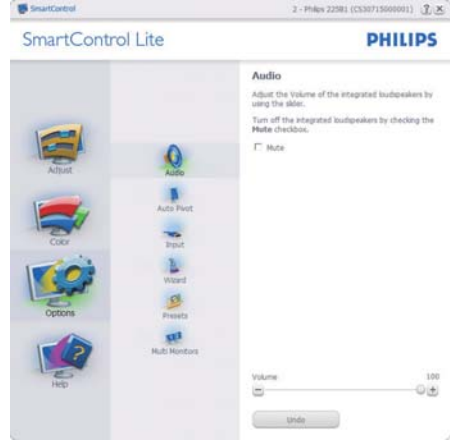 SmartControl
2 - Philips 225B1 (CS30715000001)
SmartControl Lite
PHILIPS
Adjust
Color
Options
Help
Audio
Auto Pivot
Input
Wizard
Presets
Multi Monitors
Audio
Adjust the Volume of the integrated loudspeakers by
using the slider.
Turn off the integrated loudspeakers by checking the
Mute checkbox.
Mute
Volume
100
Undo